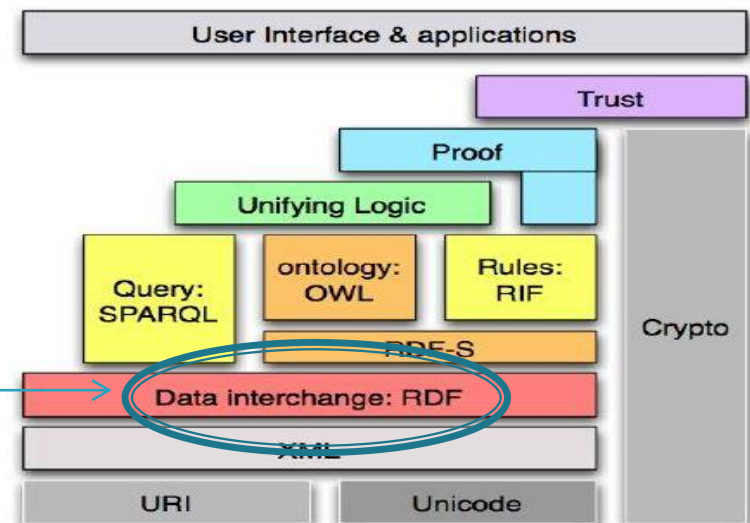 User Interface & applications
Trust
Proof
Unifying Logic
Query:
SPARQL
ontology:
OWL
Rules:
RIF
Crypto
RDF-S
Data interchange: RDF
XML
URI
Unicode